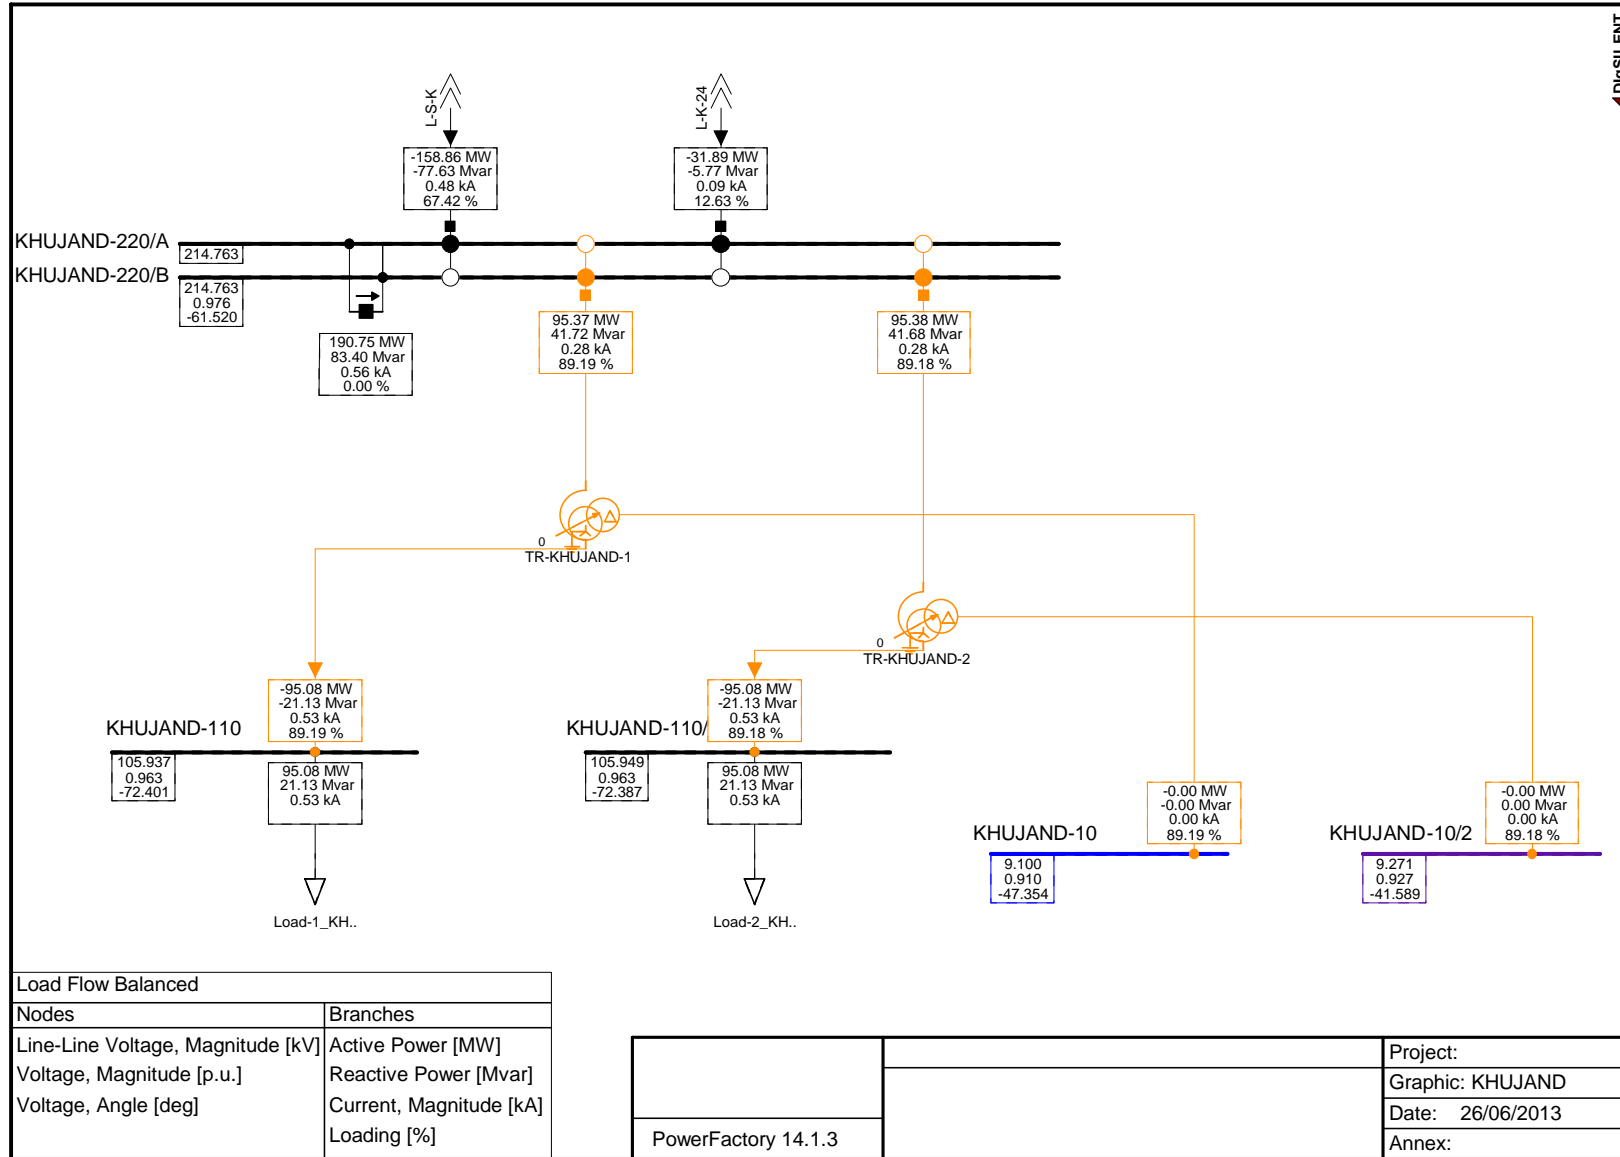 DIgSILENT
L-S-K
L-K-24
-158.86 MW
-77.63 Mvar
0.48 kA
67.42 %
-31.89 MW
-5.77 Mvar
0.09 kA
12.63 %
KHUJAND-220/A
214.763
KHUJAND-220/B
214.763
0.976
-61.520
190.75 MW
83.40 Mvar
0.56 kA
0.00 %
95.37 MW
41.72 Mvar
0.28 kA
89.19 %
95.38 MW
41.68 Mvar
0.28 kA
89.18 %
0
TR-KHUJAND-1
0
TR-KHUJAND-2
KHUJAND-110
-95.08 MW
-21.13 Mvar
0.53 kA
89.19 %
105.937
0.963
-72.401
95.08 MW
21.13 Mvar
0.53 kA
Load-1_KH..
KHUJAND-110/
-95.08 MW
-21.13 Mvar
0.53 kA
89.18 %
105.949
0.963
-72.387
95.08 MW
21.13 Mvar
0.53 kA
Load-2_KH..
KHUJAND-10
-0.00 MW
-0.00 Mvar
0.00 kA
89.19 %
9.100
0.910
-47.354
KHUJAND-10/2
-0.00 MW
0.00 Mvar
0.00 kA
89.18 %
9.271
0.927
-41.589
Load Flow Balanced
Nodes
Branches
Line-Line Voltage, Magnitude [kV]
Active Power [MW]
Voltage, Magnitude [p.u.]
Reactive Power [Mvar]
Voltage, Angle [deg]
Current, Magnitude [kA]
Loading [%]
PowerFactory 14.1.3
Project:
Graphic: KHUJAND
Date: 26/06/2013
Annex: